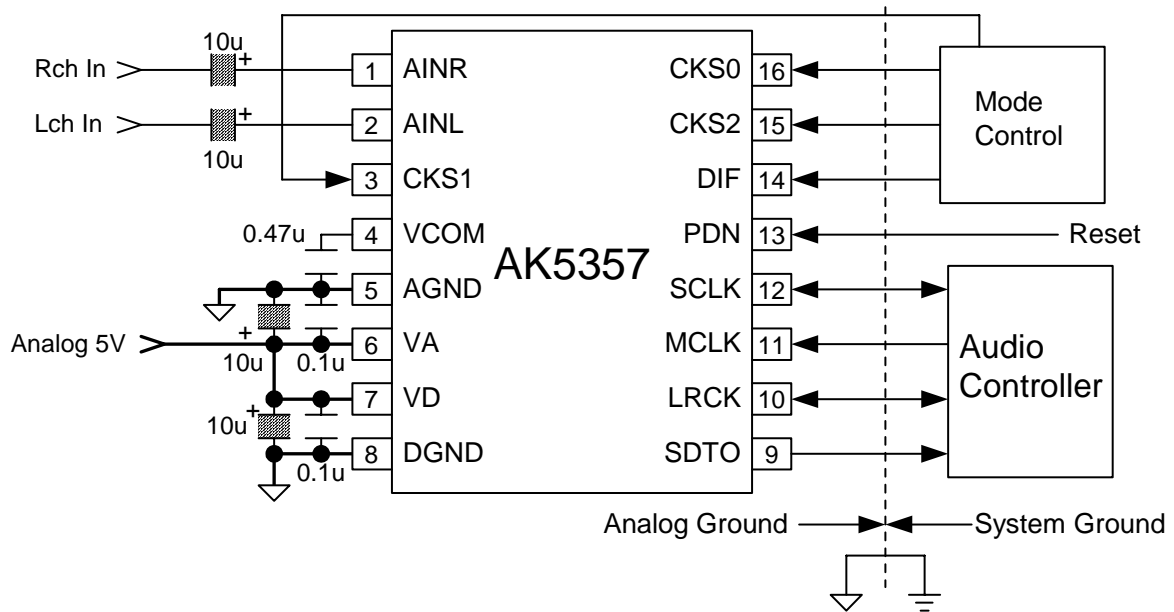 10u
+
Rch In
1 AINR
CKS0 16
Mode
Control
Lch In
+
10u
2 AINL
CKS2 15
3 CKS1
DIF 14
0.47u
4 VCOM
PDN 13
Reset
AK5357
5 AGND
SCLK 12
Analog 5V
+
10u
0.1u
6 VA
MCLK 11
Audio
Controller
10u
+
7 VD
LRCK 10
0.1u
8 DGND
SDTO 9
Analog Ground
System Ground